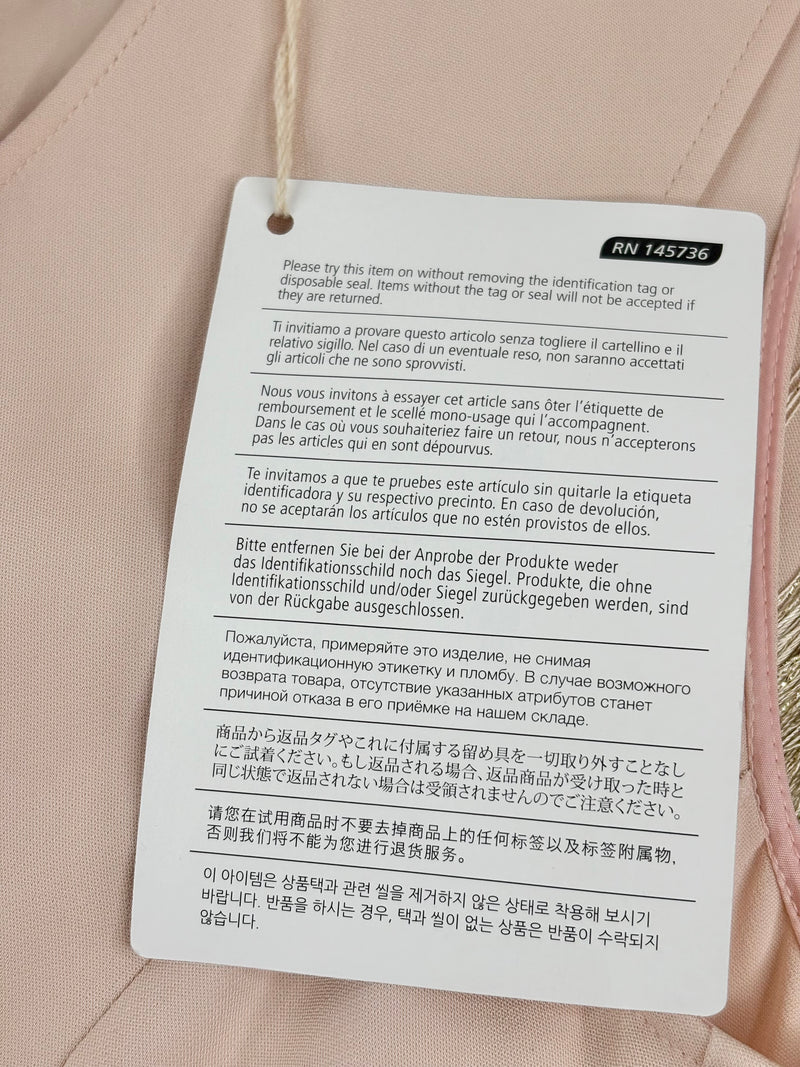 RN 145736
Please try this item on without removing the identification tag or
disposable seal. Items without the tag or seal will not be accepted if
they are returned.
Ti invitiamo a provare questo articolo senza togliere il cartellino e il
relativo sigillo. Nel caso di un eventuale reso, non saranno accettati
gli articoli che ne sono sprovvisti.
Nous vous invitons à essayer cet article sans ôter l'étiquette de
remboursement et le scellé mono-usage qui l'accompagnent.
Dans le cas où vous souhaiteriez faire un retour, nous n'accepterons
pas les articles qui en sont dépourvus.
Te invitamos a que te pruebes este artículo sin quitarle la etiqueta
identificadora y su respectivo precinto. En caso de devolución,
no se aceptarán los artículos que no estén provistos de ellos.
Bitte entfernen Sie bei der Anprobe der Produkte weder
das Identifikationsschild noch das Siegel. Produkte, die ohne
Identifikationsschild und/oder Siegel zurückgegeben werden, sind
von der Rückgabe ausgeschlossen.
Пожалуйста, примеряйте это изделие, не снимая
идентификационную этикетку и пломбу. В случае возможного
возврата товара, отсутствие указанных атрибутов станет
причиной отказа в его приёмке на нашем складе.
商品から返品タグやこれに付属する留め具を一切取り外すことなし
にご試着ください。もし返品される場合、返品商品が受け取った時と
同じ状態で返品されない場合は受領されませんのでご注意ください。
请您在试用商品时不要去掉商品上的任何标签以及标签附属物,
否则我们将不能为您进行退货服务。
이 아이템은 상품택과 관련 씰을 제거하지 않은 상태로 착용해 보시기
바랍니다. 반품을 하시는 경우, 택과 씰이 없는 상품은 반품이 수락되지
않습니다.